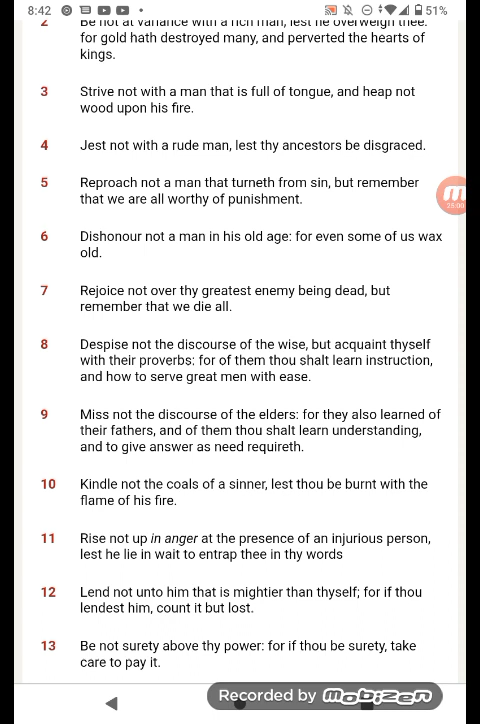 8:42
51%
2 Be not at variance with a rich man, lest he overweigh thee:
for gold hath destroyed many, and perverted the hearts of
kings.
3 Strive not with a man that is full of tongue, and heap not
wood upon his fire.
4 Jest not with a rude man, lest thy ancestors be disgraced.
5 Reproach not a man that turneth from sin, but remember
that we are all worthy of punishment.
6 Dishonour not a man in his old age: for even some of us wax
old.
7 Rejoice not over thy greatest enemy being dead, but
remember that we die all.
8 Despise not the discourse of the wise, but acquaint thyself
with their proverbs: for of them thou shalt learn instruction,
and how to serve great men with ease.
9 Miss not the discourse of the elders: for they also learned of
their fathers, and of them thou shalt learn understanding,
and to give answer as need requireth.
10 Kindle not the coals of a sinner, lest thou be burnt with the
flame of his fire.
11 Rise not up in anger at the presence of an injurious person,
lest he lie in wait to entrap thee in thy words
12 Lend not unto him that is mightier than thyself; for if thou
lendest him, count it but lost.
13 Be not surety above thy power: for if thou be surety, take
care to pay it.
m
25:00
Recorded by mobizen